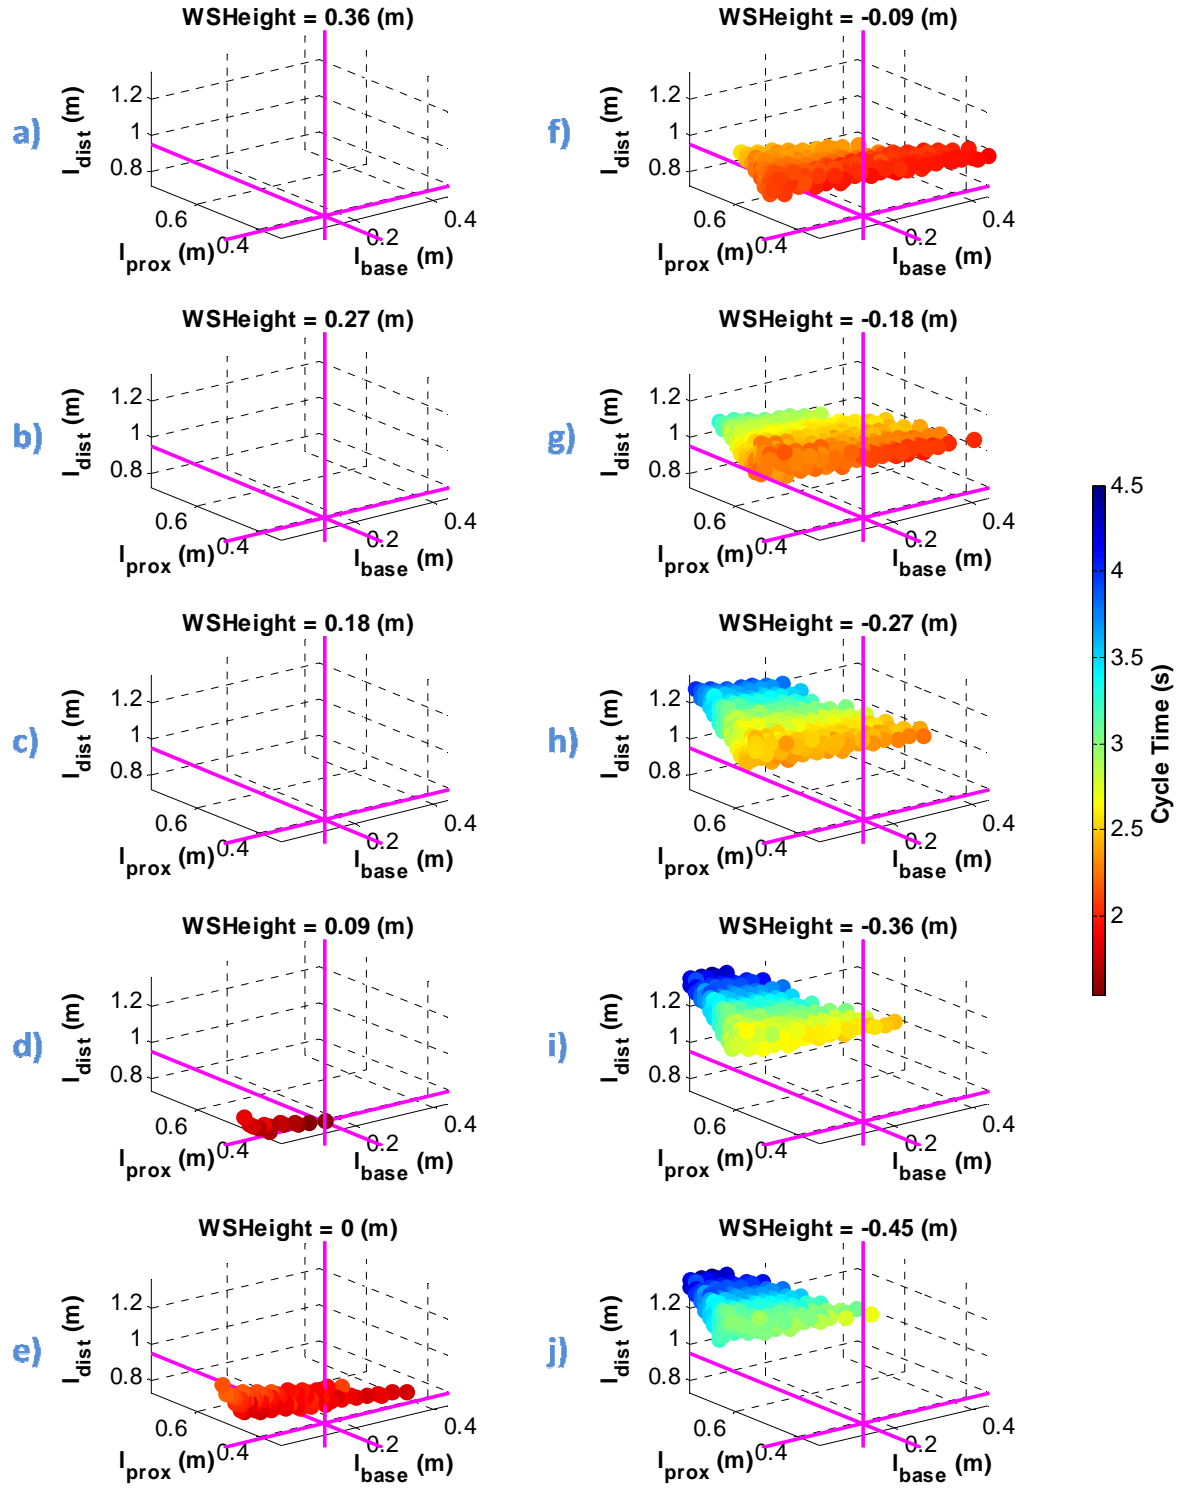 WSHeight = 0.36 (m)
a)
l_dist (m)
1.2
1
0.8
0.6
0.4
l_prox (m)
0.2
0.4
l_base (m)
WSHeight = 0.27 (m)
b)
l_dist (m)
1.2
1
0.8
0.6
0.4
l_prox (m)
0.2
0.4
l_base (m)
WSHeight = 0.18 (m)
c)
l_dist (m)
1.2
1
0.8
0.6
0.4
l_prox (m)
0.2
0.4
l_base (m)
WSHeight = 0.09 (m)
d)
l_dist (m)
1.2
1
0.8
0.6
0.4
l_prox (m)
0.2
0.4
l_base (m)
WSHeight = 0 (m)
e)
l_dist (m)
1.2
1
0.8
0.6
0.4
l_prox (m)
0.2
0.4
l_base (m)
WSHeight = -0.09 (m)
f)
l_dist (m)
1.2
1
0.8
0.6
0.4
l_prox (m)
0.2
0.4
l_base (m)
WSHeight = -0.18 (m)
g)
l_dist (m)
1.2
1
0.8
0.6
0.4
l_prox (m)
0.2
0.4
l_base (m)
WSHeight = -0.27 (m)
h)
l_dist (m)
1.2
1
0.8
0.6
0.4
l_prox (m)
0.2
0.4
l_base (m)
WSHeight = -0.36 (m)
i)
l_dist (m)
1.2
1
0.8
0.6
0.4
l_prox (m)
0.2
0.4
l_base (m)
WSHeight = -0.45 (m)
j)
l_dist (m)
1.2
1
0.8
0.6
0.4
l_prox (m)
0.2
0.4
l_base (m)
4.5
4
3.5
3
2.5
2
Cycle Time (s)